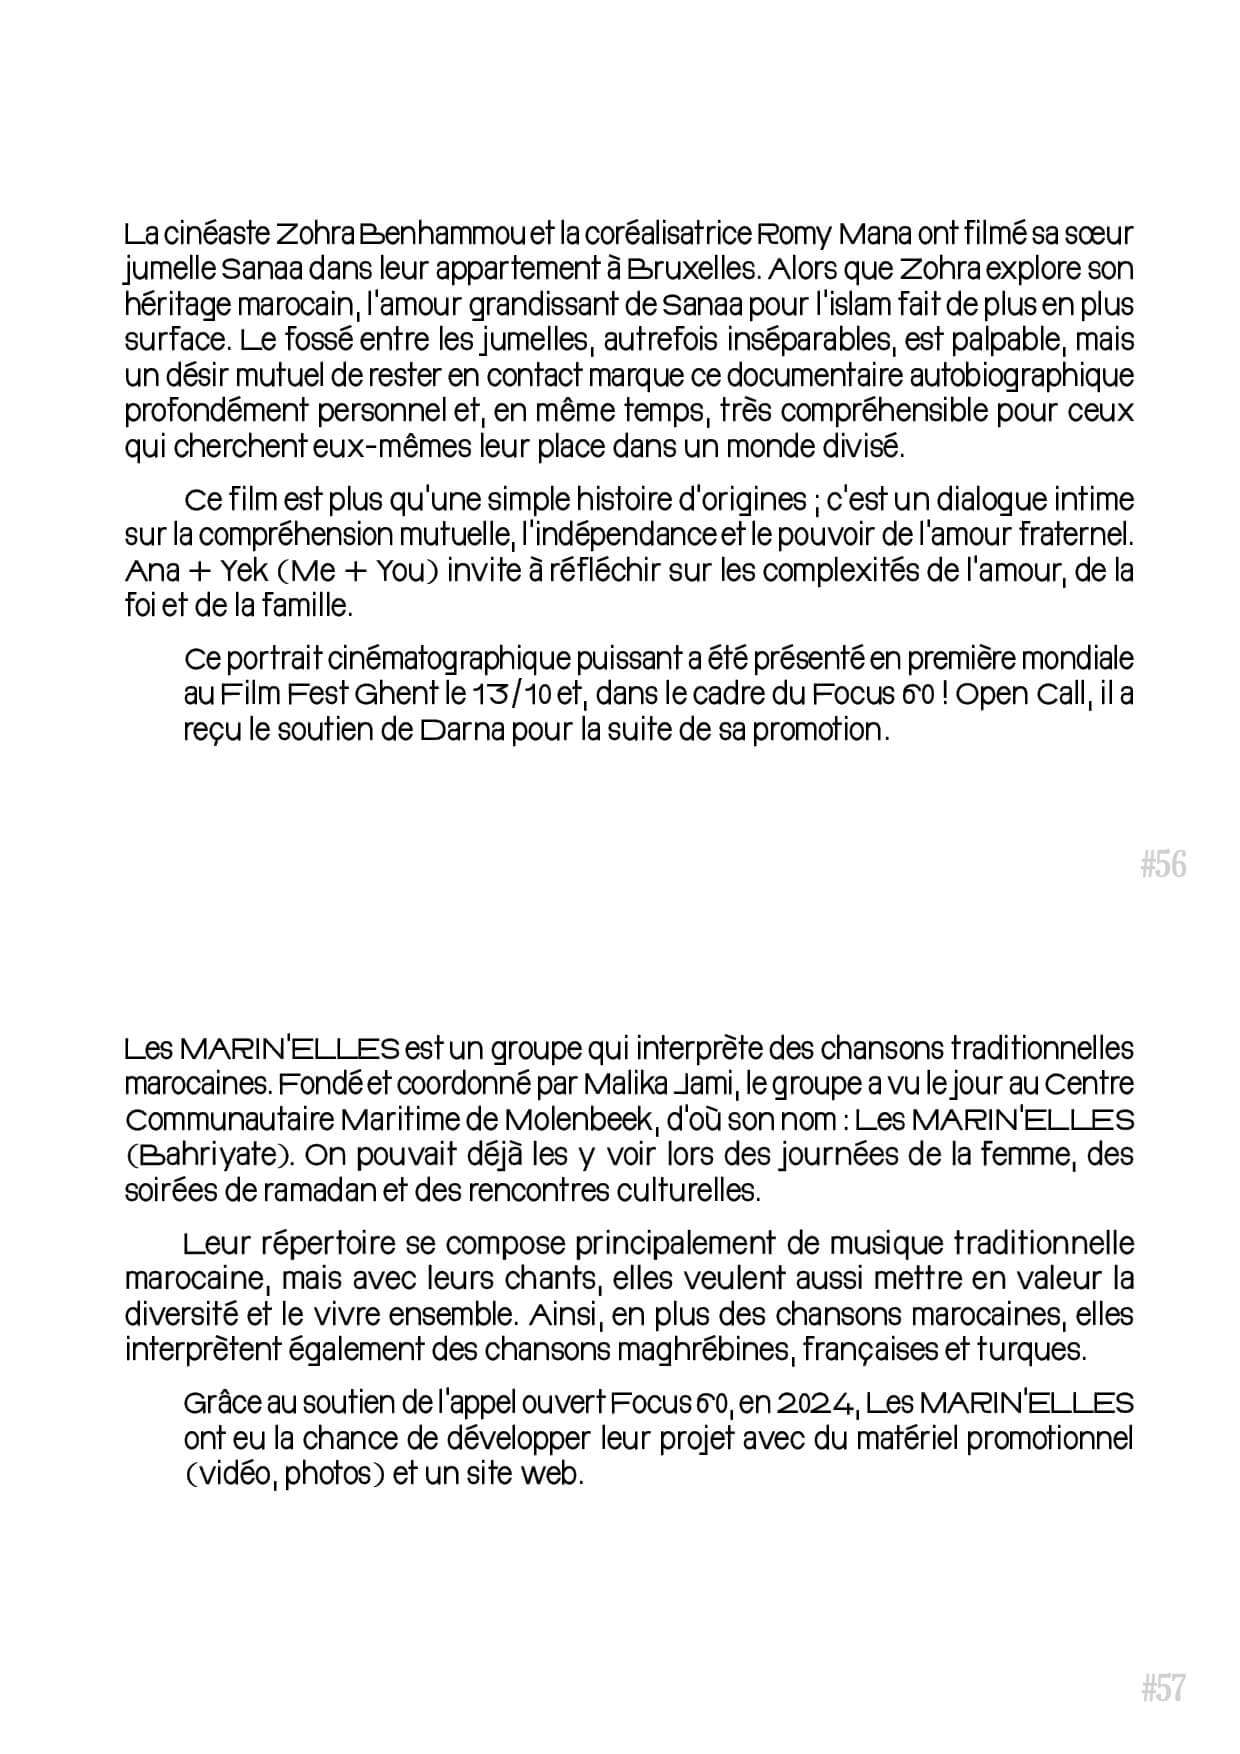 La cinéaste Zohra Benhammou et la coréalisatrice Romy Mana ont filmé sa sœur
jumelle Sanaa dans leur appartement à Bruxelles. Alors que Zohra explore son
héritage marocain, l'amour grandissant de Sanaa pour l'islam fait de plus en plus
surface. Le fossé entre les jumelles, autrefois inséparables, est palpable, mais
un désir mutuel de rester en contact marque ce documentaire autobiographique
profondément personnel et, en même temps, très compréhensible pour ceux
qui cherchent eux-mêmes leur place dans un monde divisé.
Ce film est plus qu'une simple histoire d'origines ; c'est un dialogue intime
sur la compréhension mutuelle, l'indépendance et le pouvoir de l'amour fraternel.
Ana + Yek (Me + You) invite à réfléchir sur les complexités de l'amour, de la
foi et de la famille.
Ce portrait cinématographique puissant a été présenté en première mondiale
au Film Fest Ghent le 13/10 et, dans le cadre du Focus 60 ! Open Call, il a
reçu le soutien de Darna pour la suite de sa promotion.
#56
Les MARIN'ELLES est un groupe qui interprète des chansons traditionnelles
marocaines. Fondé et coordonné par Malika Jami, le groupe a vu le jour au Centre
Communautaire Maritime de Molenbeek, d'où son nom : Les MARIN'ELLES
(Bahriyate). On pouvait déjà les y voir lors des journées de la femme, des
soirées de ramadan et des rencontres culturelles.
Leur répertoire se compose principalement de musique traditionnelle
marocaine, mais avec leurs chants, elles veulent aussi mettre en valeur la
diversité et le vivre ensemble. Ainsi, en plus des chansons marocaines, elles
interprètent également des chansons maghrébines, françaises et turques.
Grâce au soutien de l'appel ouvert Focus 60, en 2024, Les MARIN'ELLES
ont eu la chance de développer leur projet avec du matériel promotionnel
(vidéo, photos) et un site web.
#57